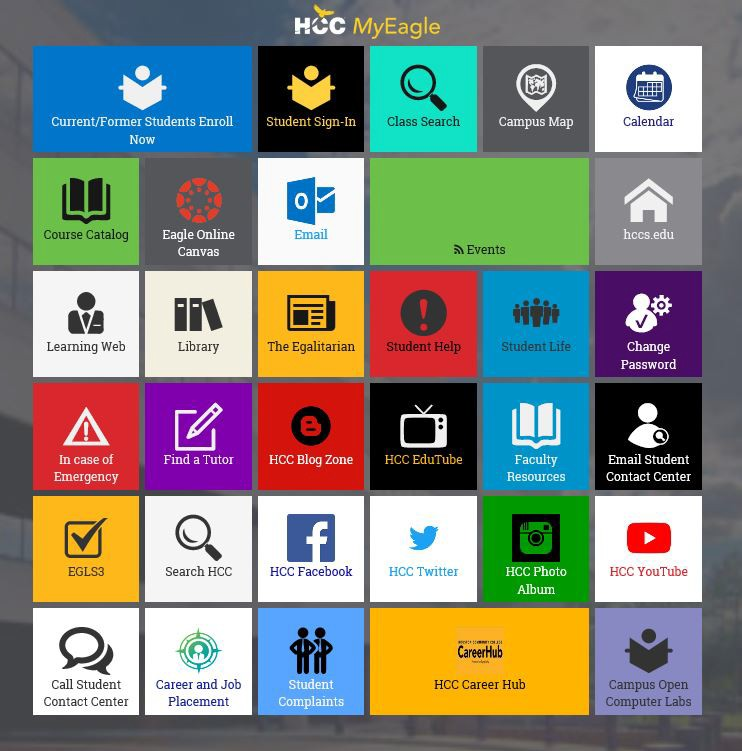 HCC MyEagle
Current/Former Students Enroll
Now
Student Sign-In
Class Search
Campus Map
Calendar
Course Catalog
Eagle Online
Canvas
Email
Events
hccs.edu
Learning Web
Library
The Egalitarian
Student Help
Student Life
Change
Password
In case of
Emergency
Find a Tutor
HCC Blog Zone
HCC EduTube
Faculty
Resources
Email Student
Contact Center
EGLS3
Search HCC
HCC Facebook
HCC Twitter
HCC Photo
Album
HCC YouTube
Call Student
Contact Center
Career and Job
Placement
Student
Complaints
CareerHub
HCC Career Hub
Campus Open
Computer Labs